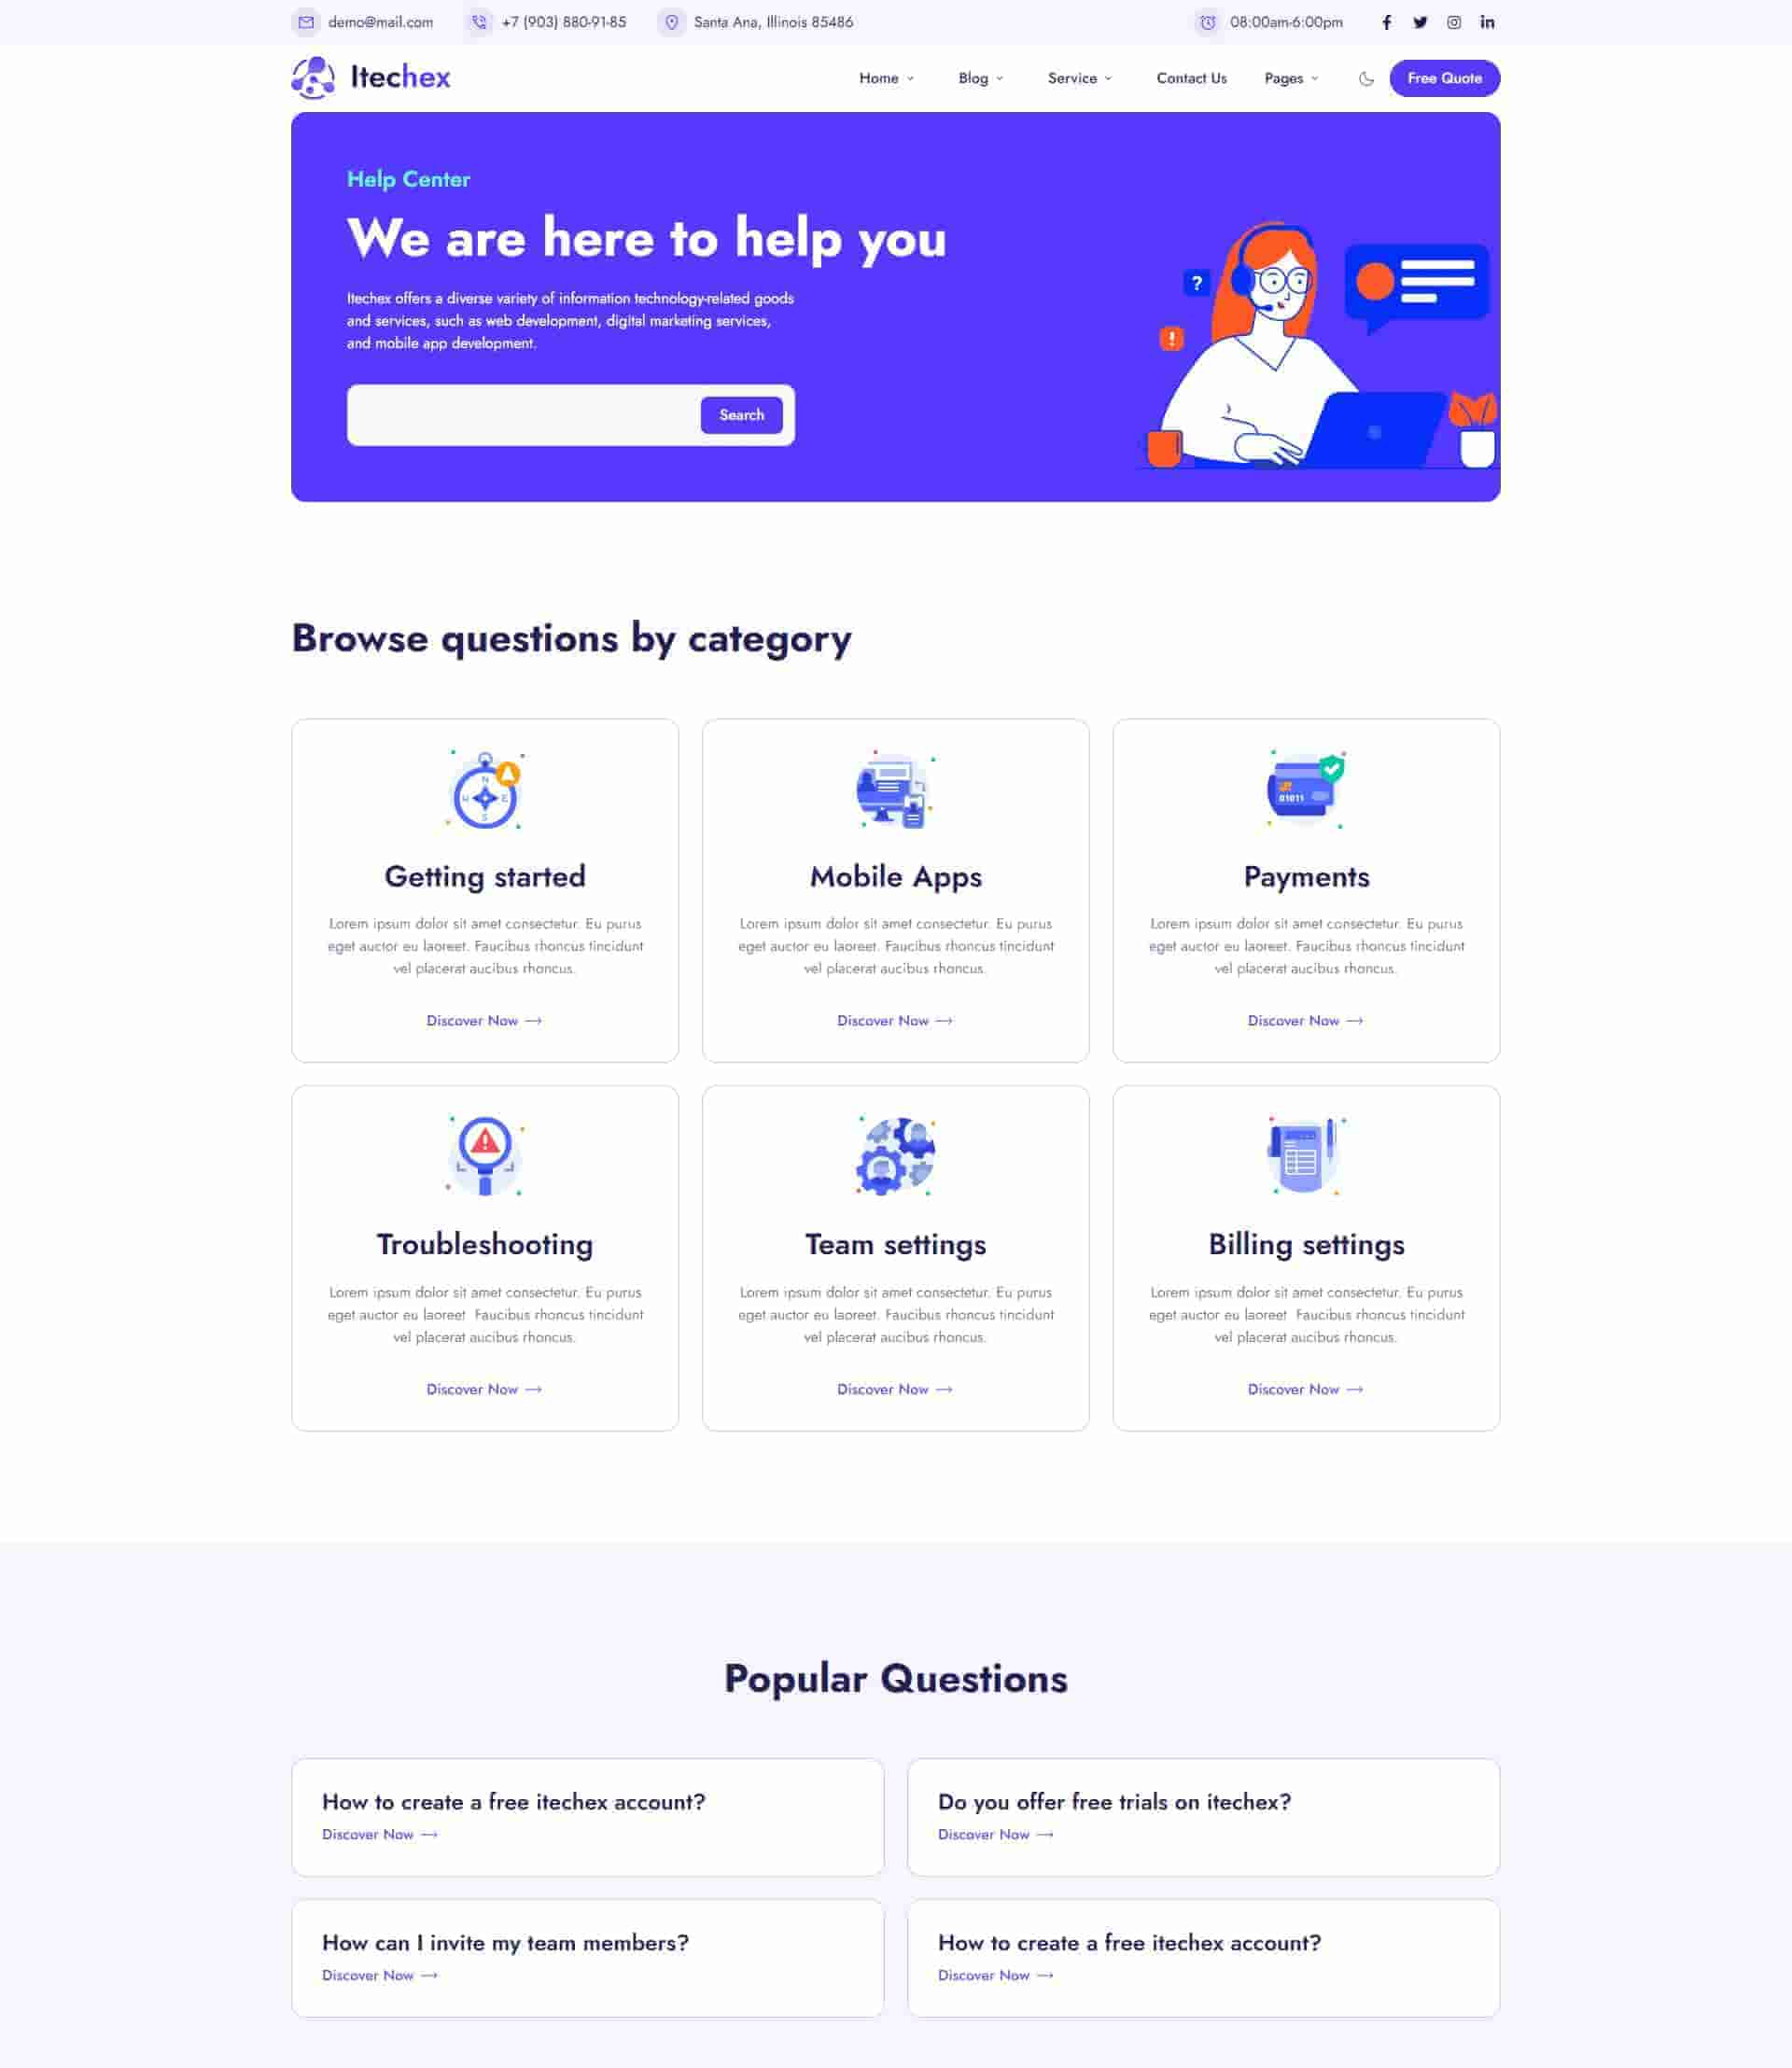 demo@mail.com
+7 (903) 880-91-85
Santa Ana, Illinois 85486
08:00am-6:00pm
Itechex
Home
Blog
Service
Contact Us
Pages
Free Quote
Help Center
We are here to help you
Itechex offers a diverse variety of information technology-related goods
and services, such as web development, digital marketing services,
and mobile app development.
Search
?
!
Browse questions by category
N
E
S
Getting started
Lorem ipsum dolor sit amet consectetur. Eu purus
eget auctor eu laoreet. Faucibus rhoncus tincidunt
vel placerat aucibus rhoncus.
Discover Now
Mobile Apps
Lorem ipsum dolor sit amet consectetur. Eu purus
eget auctor eu laoreet. Faucibus rhoncus tincidunt
vel placerat aucibus rhoncus.
Discover Now
01011
Payments
Lorem ipsum dolor sit amet consectetur. Eu purus
eget auctor eu laoreet. Faucibus rhoncus tincidunt
vel placerat aucibus rhoncus.
Discover Now
Troubleshooting
Lorem ipsum dolor sit amet consectetur. Eu purus
eget auctor eu laoreet. Faucibus rhoncus tincidunt
vel placerat aucibus rhoncus.
Discover Now
Team settings
Lorem ipsum dolor sit amet consectetur. Eu purus
eget auctor eu laoreet. Faucibus rhoncus tincidunt
vel placerat aucibus rhoncus.
Discover Now
Billing settings
Lorem ipsum dolor sit amet consectetur. Eu purus
eget auctor eu laoreet. Faucibus rhoncus tincidunt
vel placerat aucibus rhoncus.
Discover Now
Popular Questions
How to create a free itechex account?
Discover Now
Do you offer free trials on itechex?
Discover Now
How can I invite my team members?
Discover Now
How to create a free itechex account?
Discover Now